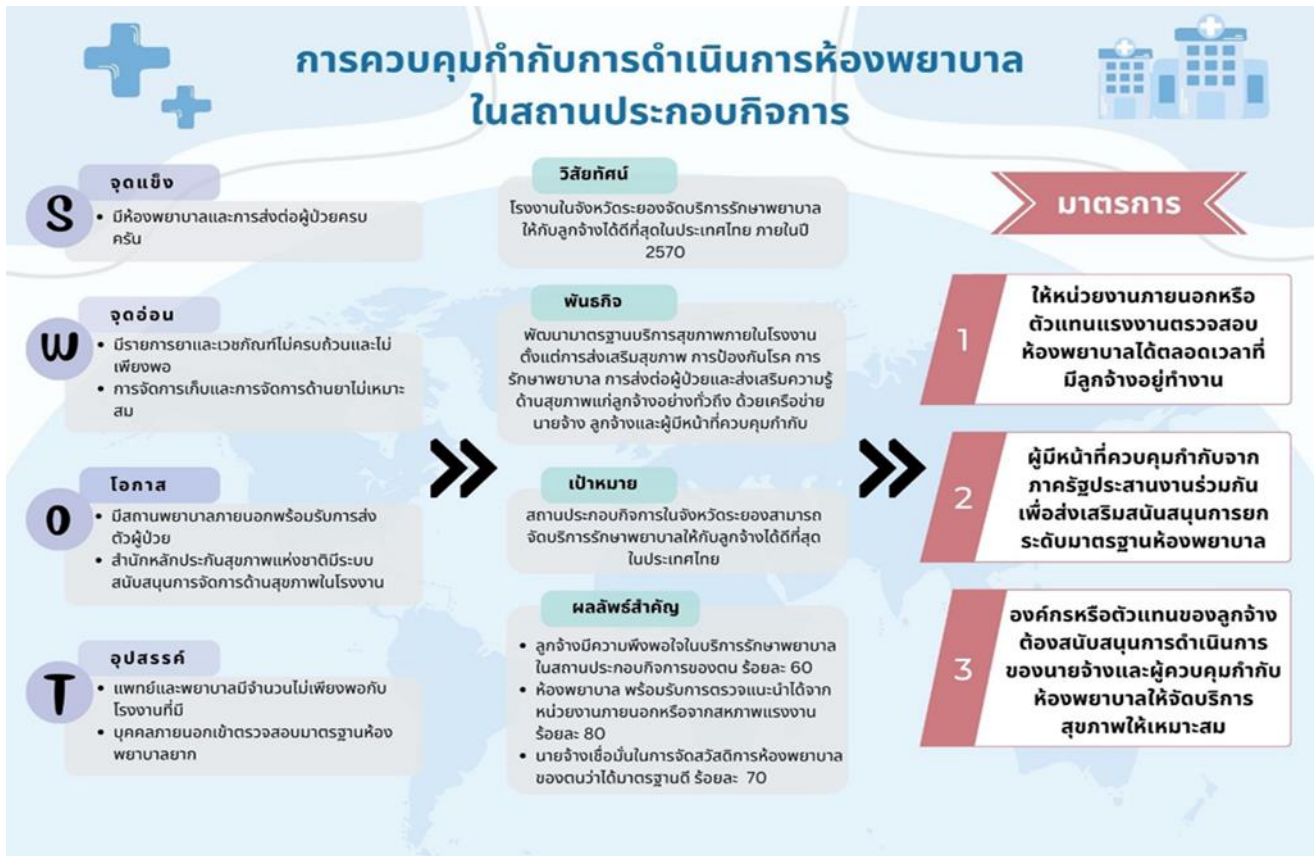 การควบคุมกำกับการดำเนินการห้องพยาบาล
ในสถานประกอบกิจการ
S
จุดแข็ง
• มีห้องพยาบาลและการส่งต่อผู้ป่วยครบ
ครัน
W
จุดอ่อน
• มีรายการยาและเวชภัณฑ์ไม่ครบถ้วนและไม่
เพียงพอ
• การจัดการเก็บและการจัดการด้านยาไม่เหมาะ
สม
O
โอกาส
• มีสถานพยาบาลภายนอกพร้อมรับการส่ง
ตัวผู้ป่วย
• สำนักหลักประกันสุขภาพแห่งชาติมีระบบ
สนับสนุนการจัดการด้านสุขภาพในโรงงาน
T
อุปสรรค์
• แพทย์และพยาบาลมีจำนวนไม่เพียงพอกับ
โรงงานที่มี
• บุคคลภายนอกเข้าตรวจสอบมาตรฐานห้อง
พยาบาลยาก
วิสัยทัศน์
โรงงานในจังหวัดระยองจัดบริการรักษาพยาบาล
ให้กับลูกจ้างได้ดีที่สุดในประเทศไทย ภายในปี
2570
พันธกิจ
พัฒนามาตรฐานบริการสุขภาพภายในโรงงาน
ตั้งแต่การส่งเสริมสุขภาพ การป้องกันโรค การ
รักษาพยาบาล การส่งต่อผู้ป่วยและส่งเสริมความรู้
ด้านสุขภาพแก่ลูกจ้างอย่างทั่วถึง ด้วยเครือข่าย
นายจ้าง ลูกจ้างและผู้มีหน้าที่ควบคุมกำกับ
เป้าหมาย
สถานประกอบกิจการในจังหวัดระยองสามารถ
จัดบริการรักษาพยาบาลให้กับลูกจ้างได้ดีที่สุด
ในประเทศไทย
ผลลัพธ์สำคัญ
• ลูกจ้างมีความพึงพอใจในบริการรักษาพยาบาล
ในสถานประกอบกิจการของตน ร้อยละ 60
• ห้องพยาบาล พร้อมรับการตรวจแนะนำได้จาก
หน่วยงานภายนอกหรือจากสหภาพแรงงาน
ร้อยละ 80
• นายจ้างเชื่อมั่นในการจัดสวัสดิการห้องพยาบาล
ของตนว่าได้มาตรฐานดี ร้อยละ 70
มาตรการ
1
ให้หน่วยงานภายนอกหรือ
ตัวแทนแรงงานตรวจสอบ
ห้องพยาบาลได้ตลอดเวลาที่
มีลูกจ้างอยู่ทำงาน
2
ผู้มีหน้าที่ควบคุมกำกับจาก
ภาครัฐประสานงานร่วมกัน
เพื่อส่งเสริมสนันสนุนการยก
ระดับมาตรฐานห้องพยาบาล
3
องค์กรหรือตัวแทนของลูกจ้าง
ต้องสนับสนุนการดำเนินการ
ของนายจ้างและผู้ควบคุมกำกับ
ห้องพยาบาลให้จัดบริการ
สุขภาพให้เหมาะสม